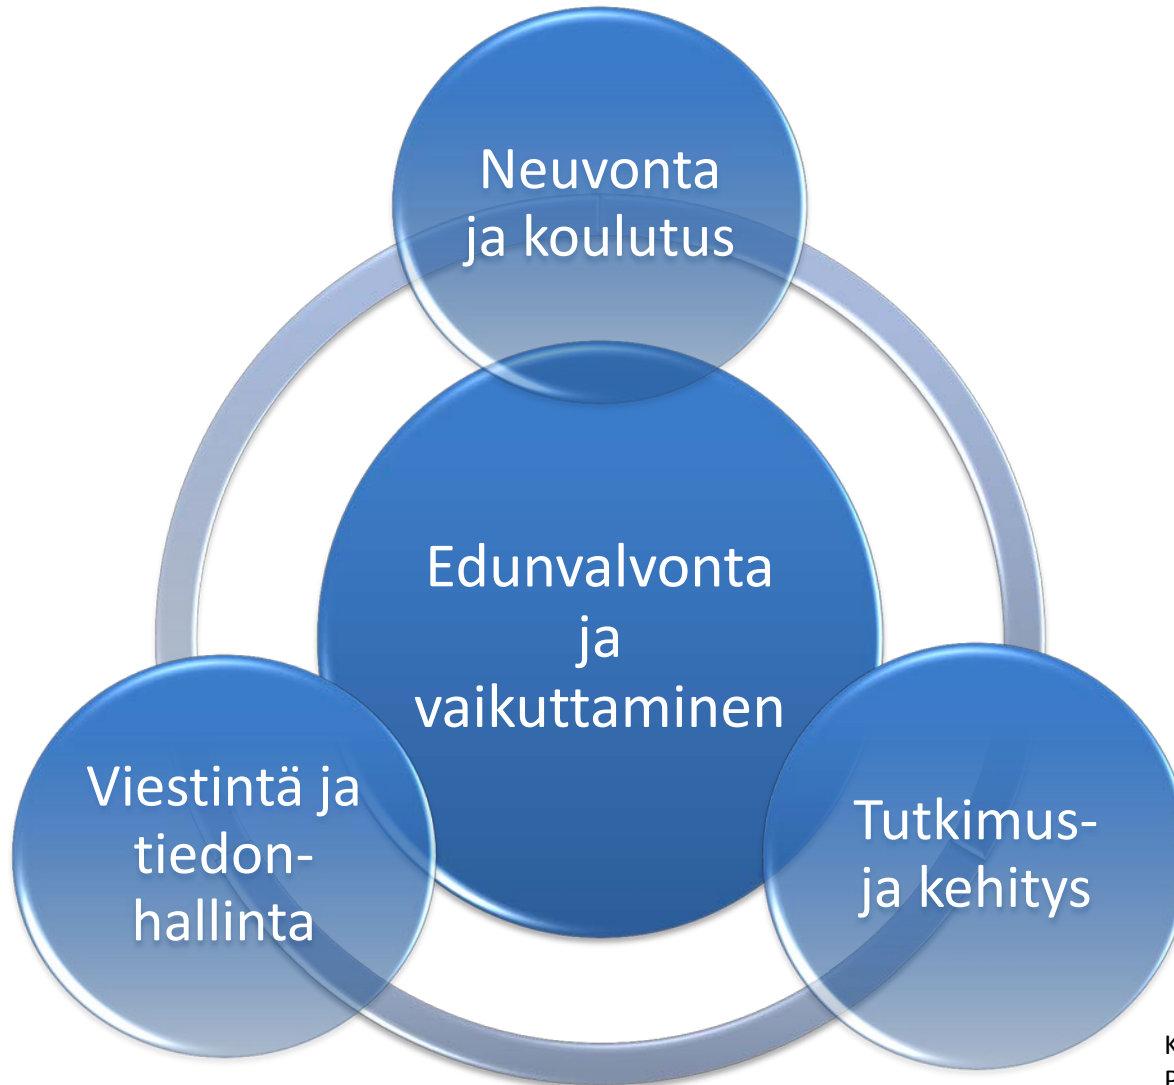 Neuvonta
ja koulutus
Edunvalvonta
ja
vaikuttaminen
Viestintä ja
tiedon-
hallinta
Tutkimus-
ja kehitys